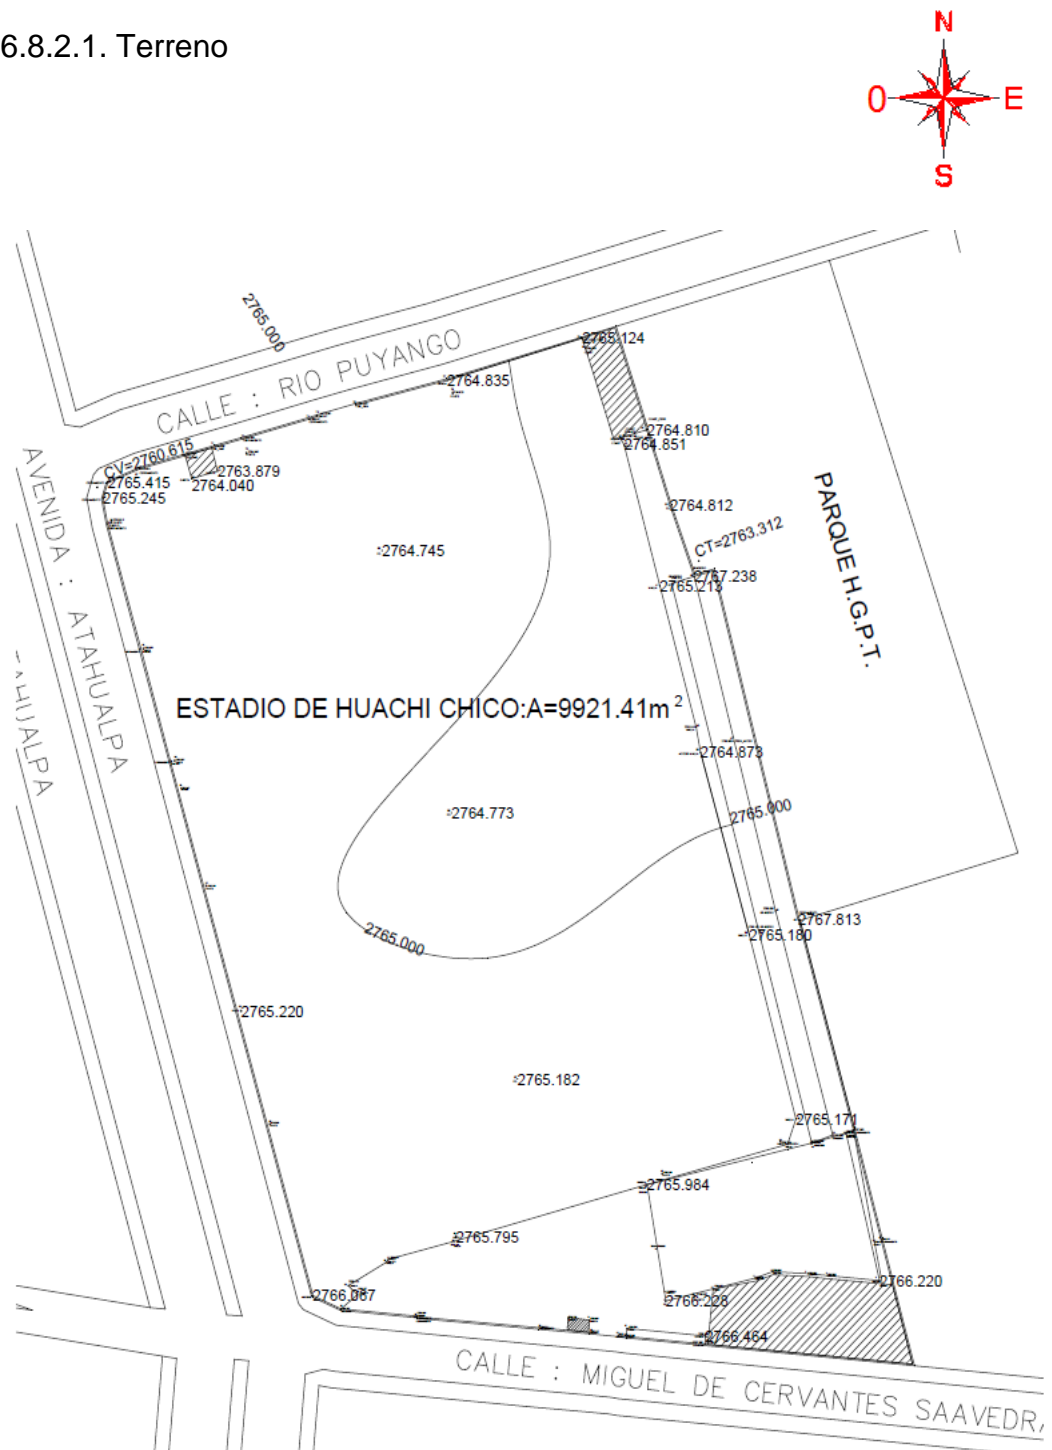 6.8.2.1. Terreno
N
O
E
S
2765.000
CALLE : RIO PUYANGO
2765.124
2764.835
2764.810
2764.851
CV=2760.615
2763.879
2765.415
2764.040
2765.245
AVENIDA : ATAHUALPA
2764.812
PARQUE H.G.P.T.
CT=2763.312
2764.745
2767.238
2765.213
AHUALPA
ESTADIO DE HUACHI CHICO:A=9921.41m²
2764.873
2764.773
2765.000
2767.813
2765.180
2765.000
2765.220
2765.182
2765.171
2765.984
2765.795
2766.220
2766.067
2766.228
2766.464
CALLE : MIGUEL DE CERVANTES SAAVEDR